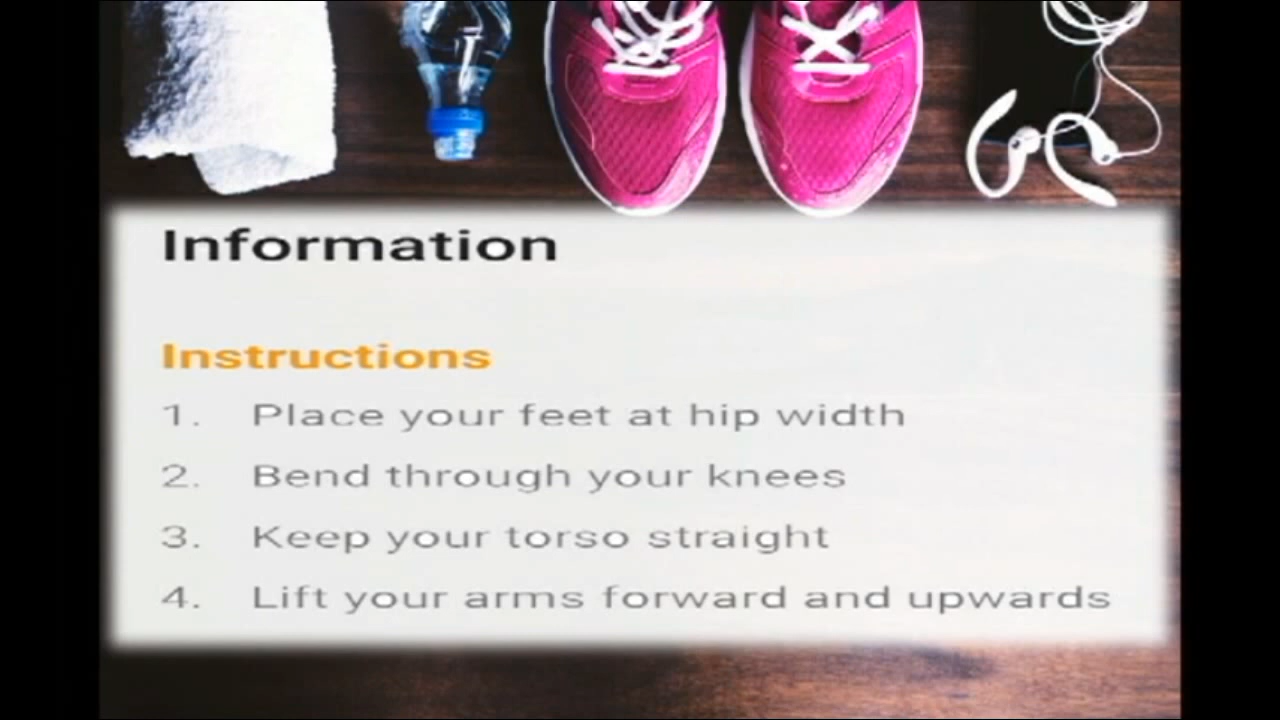 Information
Instructions
1. Place your feet at hip width
2. Bend through your knees
3. Keep your torso straight
4. Lift your arms forward and upwards